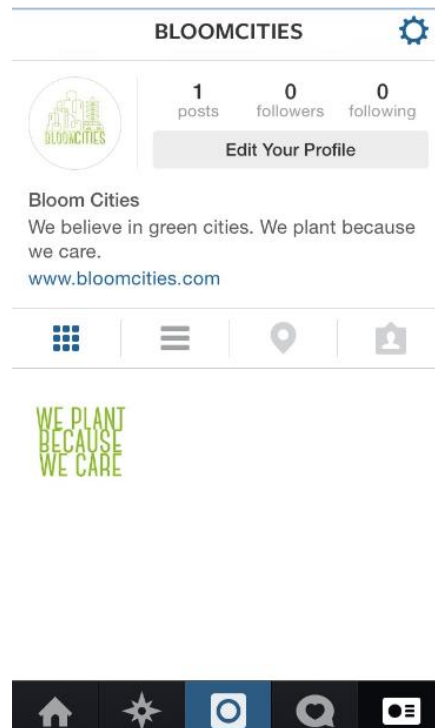 BLOOMCITIES
1 0 0
posts followers following
BLOOMCITIES
Edit Your Profile
Bloom Cities
We believe in green cities. We plant because
we care.
www.bloomcities.com
WE PLANT
BECAUSE
WE CARE